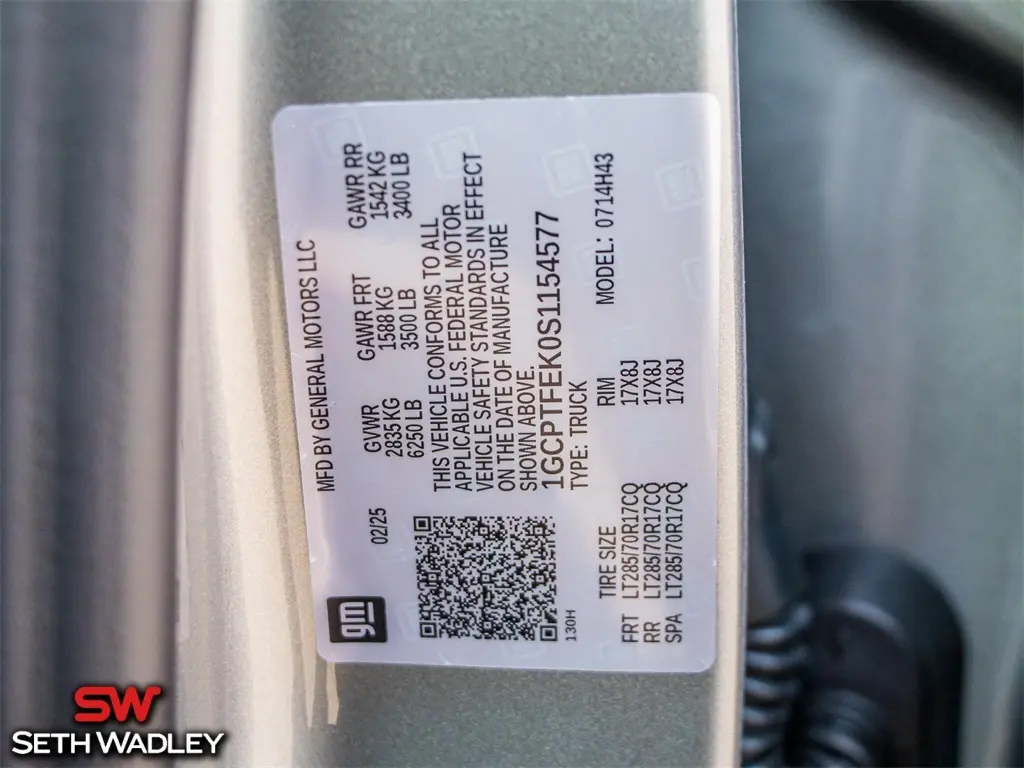 gm
MFD BY GENERAL MOTORS LLC
02/25
GVWR GAWR FRT GAWR RR
2835 KG 1588 KG 1542 KG
6250 LB 3500 LB 3400 LB
THIS VEHICLE CONFORMS TO ALL
APPLICABLE U.S. FEDERAL MOTOR
VEHICLE SAFETY STANDARDS IN EFFECT
ON THE DATE OF MANUFACTURE
SHOWN ABOVE.
1GCPTFEK0S1154577
TYPE: TRUCK
130H
TIRE SIZE RIM MODEL: 0714H43
FRT LT285/70R17CQ 17X8J
RR LT285/70R17CQ 17X8J
SPA LT285/70R17CQ 17X8J
SW
SETH WADLEY